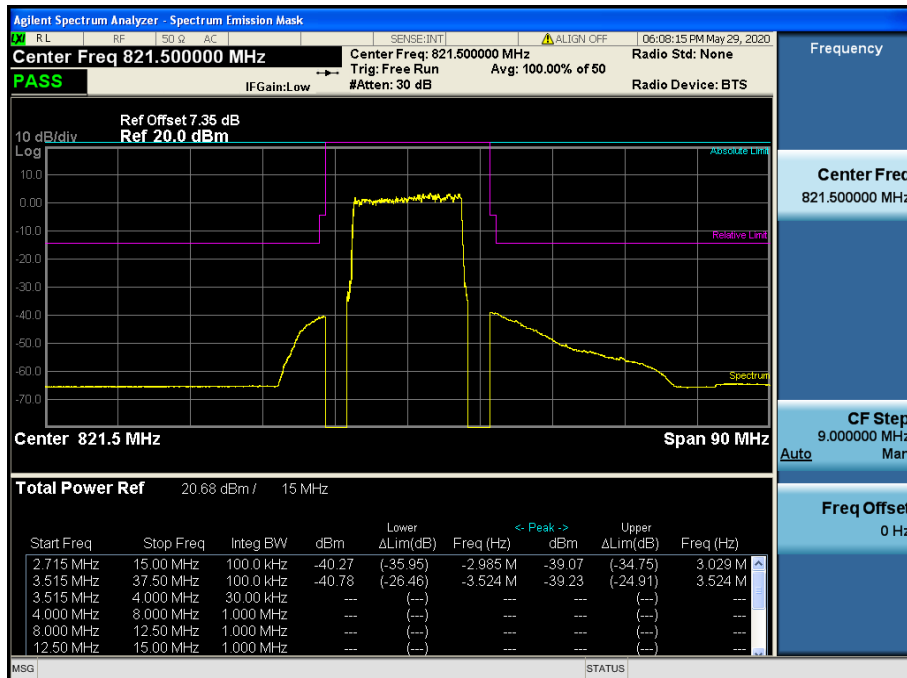 Agilent Spectrum Analyzer - Spectrum Emission Mask
LXI RL RF 50 Ω AC SENSE:INT ALIGN OFF 06:08:15 PM May 29, 2020
Center Freq 821.500000 MHz Center Freq: 821.500000 MHz Radio Std: None
Trig: Free Run Avg: 100.00% of 50
PASS IFGain:Low #Atten: 30 dB Radio Device: BTS
Ref Offset 7.35 dB
10 dB/div Ref 20.0 dBm
Log
Absolute Limit
10.0
0.00
-10.0
Relative Limit
-20.0
-30.0
-40.0
-50.0
-60.0
Spectrum
-70.0
Center 821.5 MHz Span 90 MHz
Total Power Ref 20.68 dBm / 15 MHz
Lower <- Peak -> Upper
Start Freq Stop Freq Integ BW dBm ΔLim(dB) Freq (Hz) dBm ΔLim(dB) Freq (Hz)
2.715 MHz 15.00 MHz 100.0 kHz -40.27 (-35.95) -2.985 M -39.07 (-34.75) 3.029 M
3.515 MHz 37.50 MHz 100.0 kHz -40.78 (-26.46) -3.524 M -39.23 (-24.91) 3.524 M
3.515 MHz 4.000 MHz 30.00 kHz --- (---) --- --- (---) ---
4.000 MHz 8.000 MHz 1.000 MHz --- (---) --- --- (---) ---
8.000 MHz 12.50 MHz 1.000 MHz --- (---) --- --- (---) ---
12.50 MHz 15.00 MHz 1.000 MHz --- (---) --- --- (---) ---
MSG STATUS
Frequency
Center Freq
821.500000 MHz
CF Step
9.000000 MHz
Auto Man
Freq Offset
0 Hz